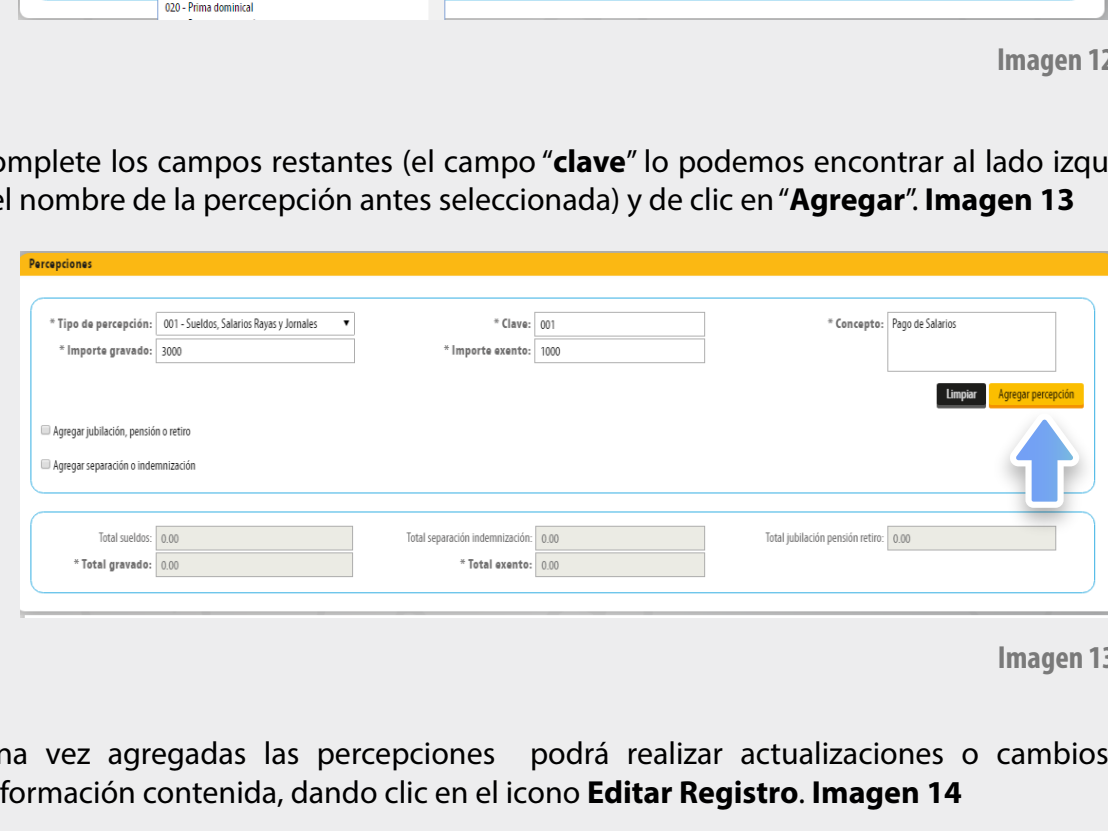 020 - Prima dominical
Imagen 12
omplete los campos restantes (el campo “clave” lo podemos encontrar al lado izqu
el nombre de la percepción antes seleccionada) y de clic en “Agregar”. Imagen 13
Percepciones
* Tipo de percepción: 001 - Sueldos, Salarios Rayas y Jornales * Clave: 001 * Concepto: Pago de Salarios
* Importe gravado: 3000 * Importe exento: 1000
Limpiar Agregar percepción
Agregar jubilación, pensión o retiro
Agregar separación o indemnización
Total sueldos: 0.00 Total separación indemnización: 0.00 Total jubilación pensión retiro: 0.00
* Total gravado: 0.00 * Total exento: 0.00
Imagen 13
na vez agregadas las percepciones podrá realizar actualizaciones o cambios
formación contenida, dando clic en el icono Editar Registro. Imagen 14